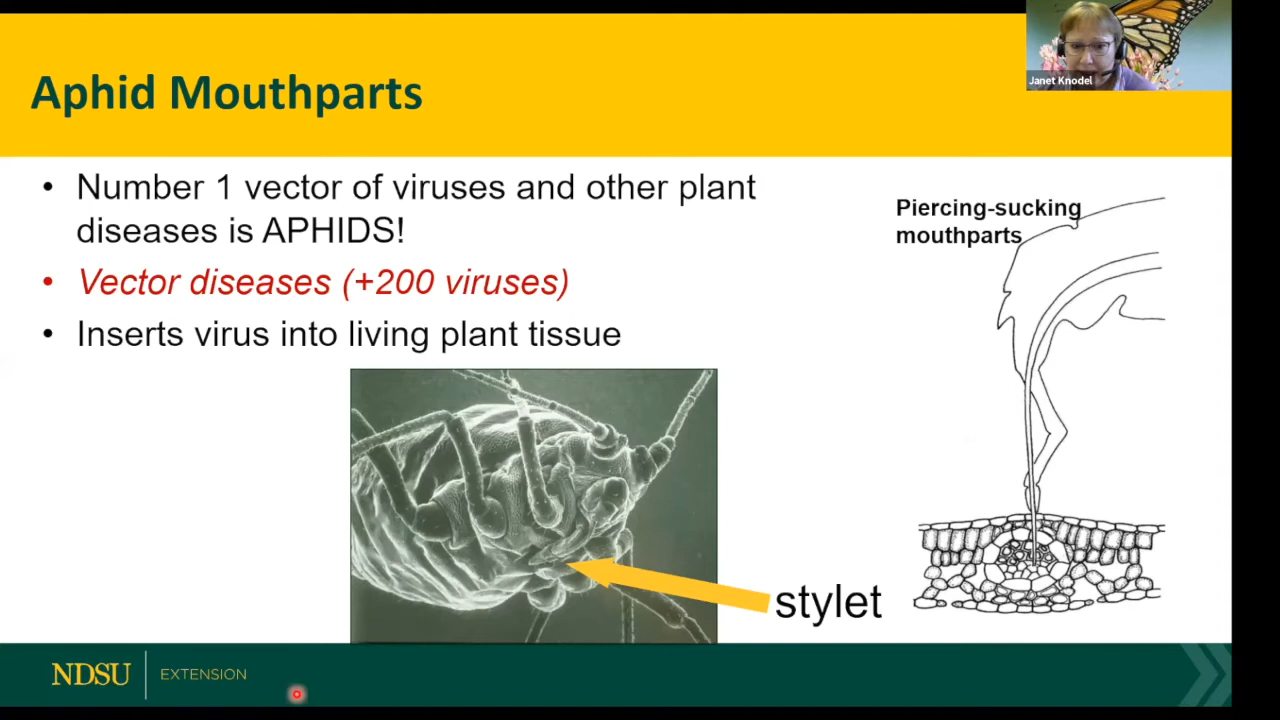 Aphid Mouthparts
Janet Knodel
• Number 1 vector of viruses and other plant
diseases is APHIDS!
• Vector diseases (+200 viruses)
• Inserts virus into living plant tissue
Piercing-sucking
mouthparts
stylet
NDSU EXTENSION